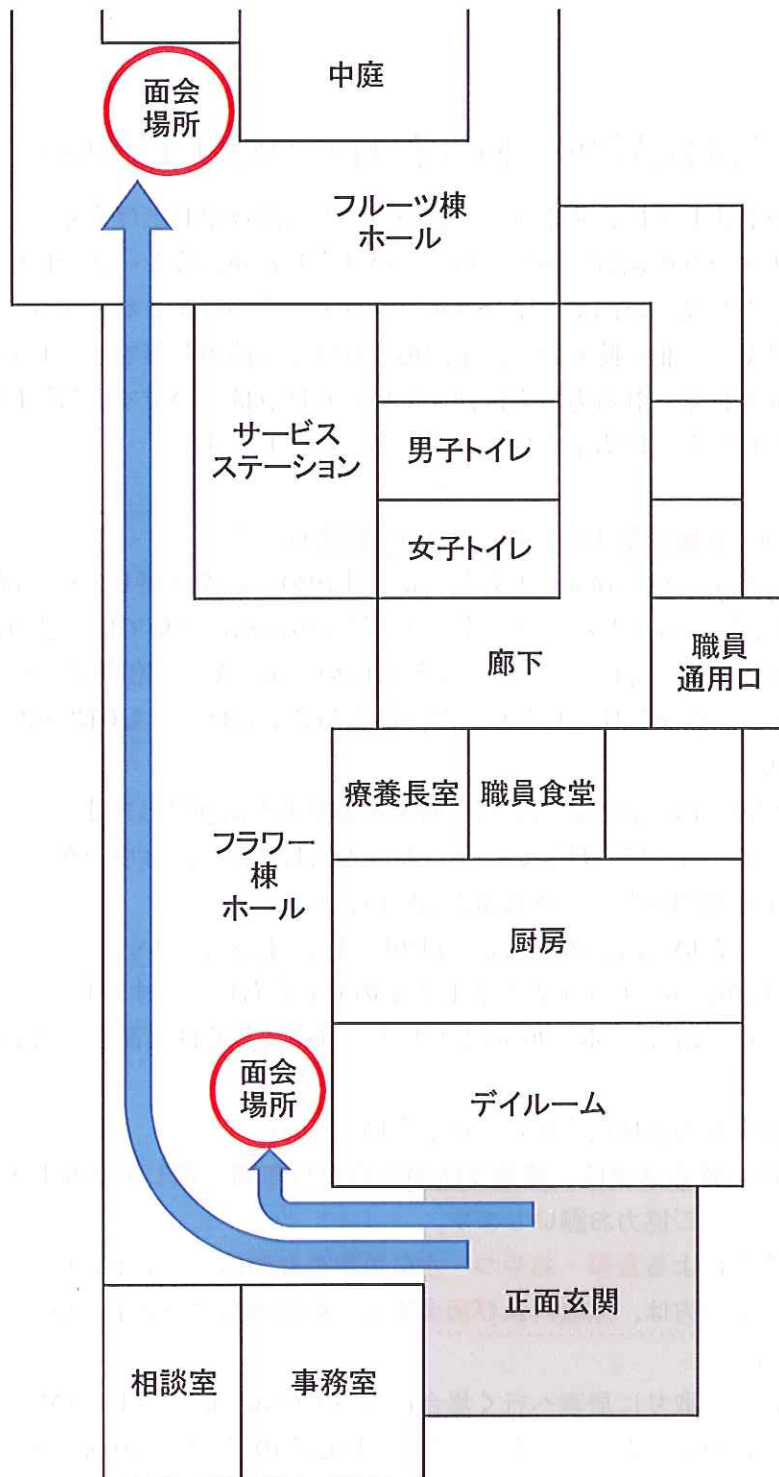 面会
場所
中庭
フルーツ棟
ホール
サービス
ステーション
男子トイレ
女子トイレ
廊下
職員
通用口
療養長室
職員食堂
フラワー
棟
ホール
厨房
面会
場所
デイルーム
正面玄関
相談室
事務室